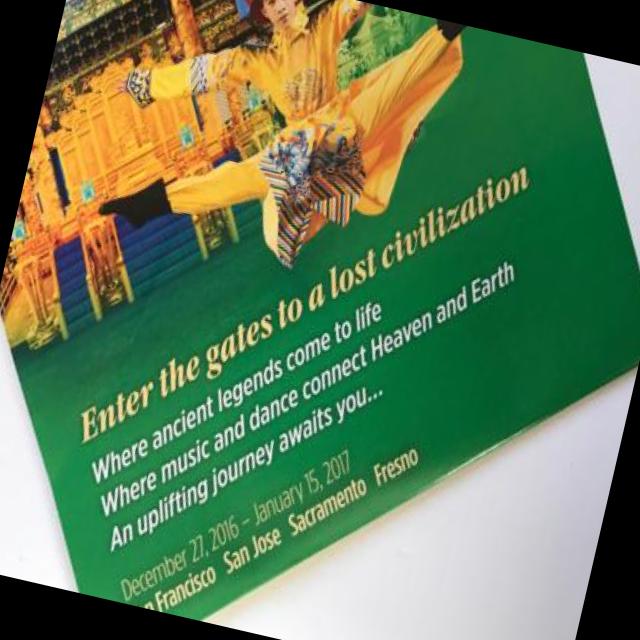 Enter the gates to a lost civilization
Where ancient legends come to life
Where music and dance connect Heaven and Earth
An uplifting journey awaits you...
December 27, 2016 – January 15, 2017
Francisco San Jose Sacramento Fresno